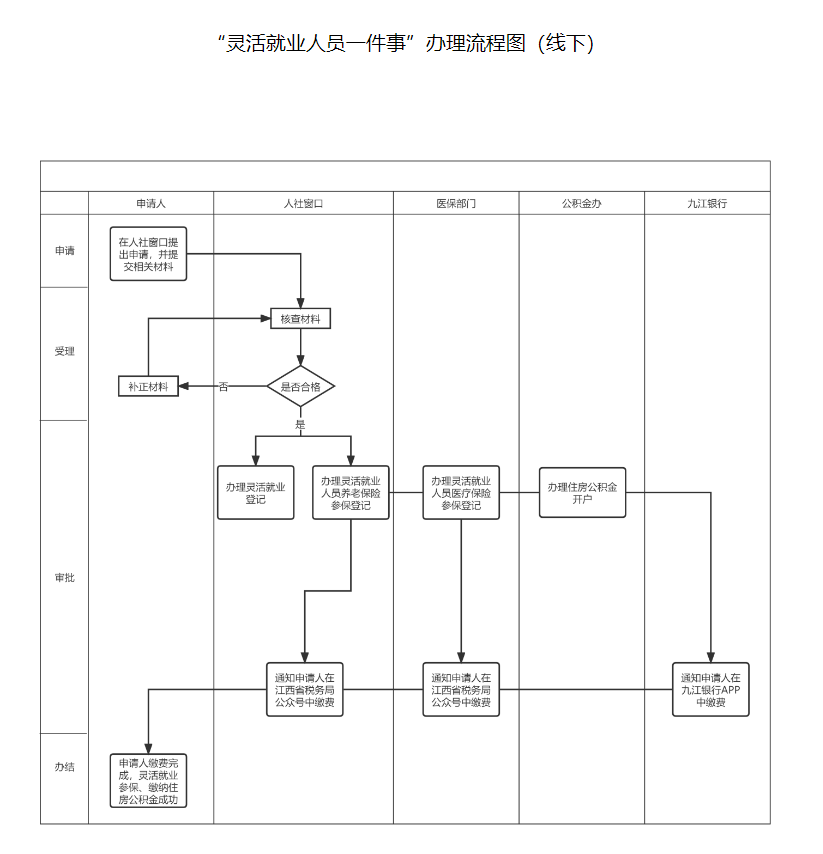 “灵活就业人员一件事”办理流程图（线下）
申请人
人社窗口
医保部门
公积金办
九江银行
申请
在人社窗口提
出申请，并提
交相关材料
受理
核查材料
补正材料
否
是否合格
是
审批
办理灵活就业
登记
办理灵活就业
人员养老保险
参保登记
办理灵活就业
人员医疗保险
参保登记
办理住房公积金
开户
通知申请人在
江西省税务局
公众号中缴费
通知申请人在
江西省税务局
公众号中缴费
通知申请人在
九江银行APP
中缴费
办结
申请人缴费完
成，灵活就业
参保、缴纳住
房公积金成功